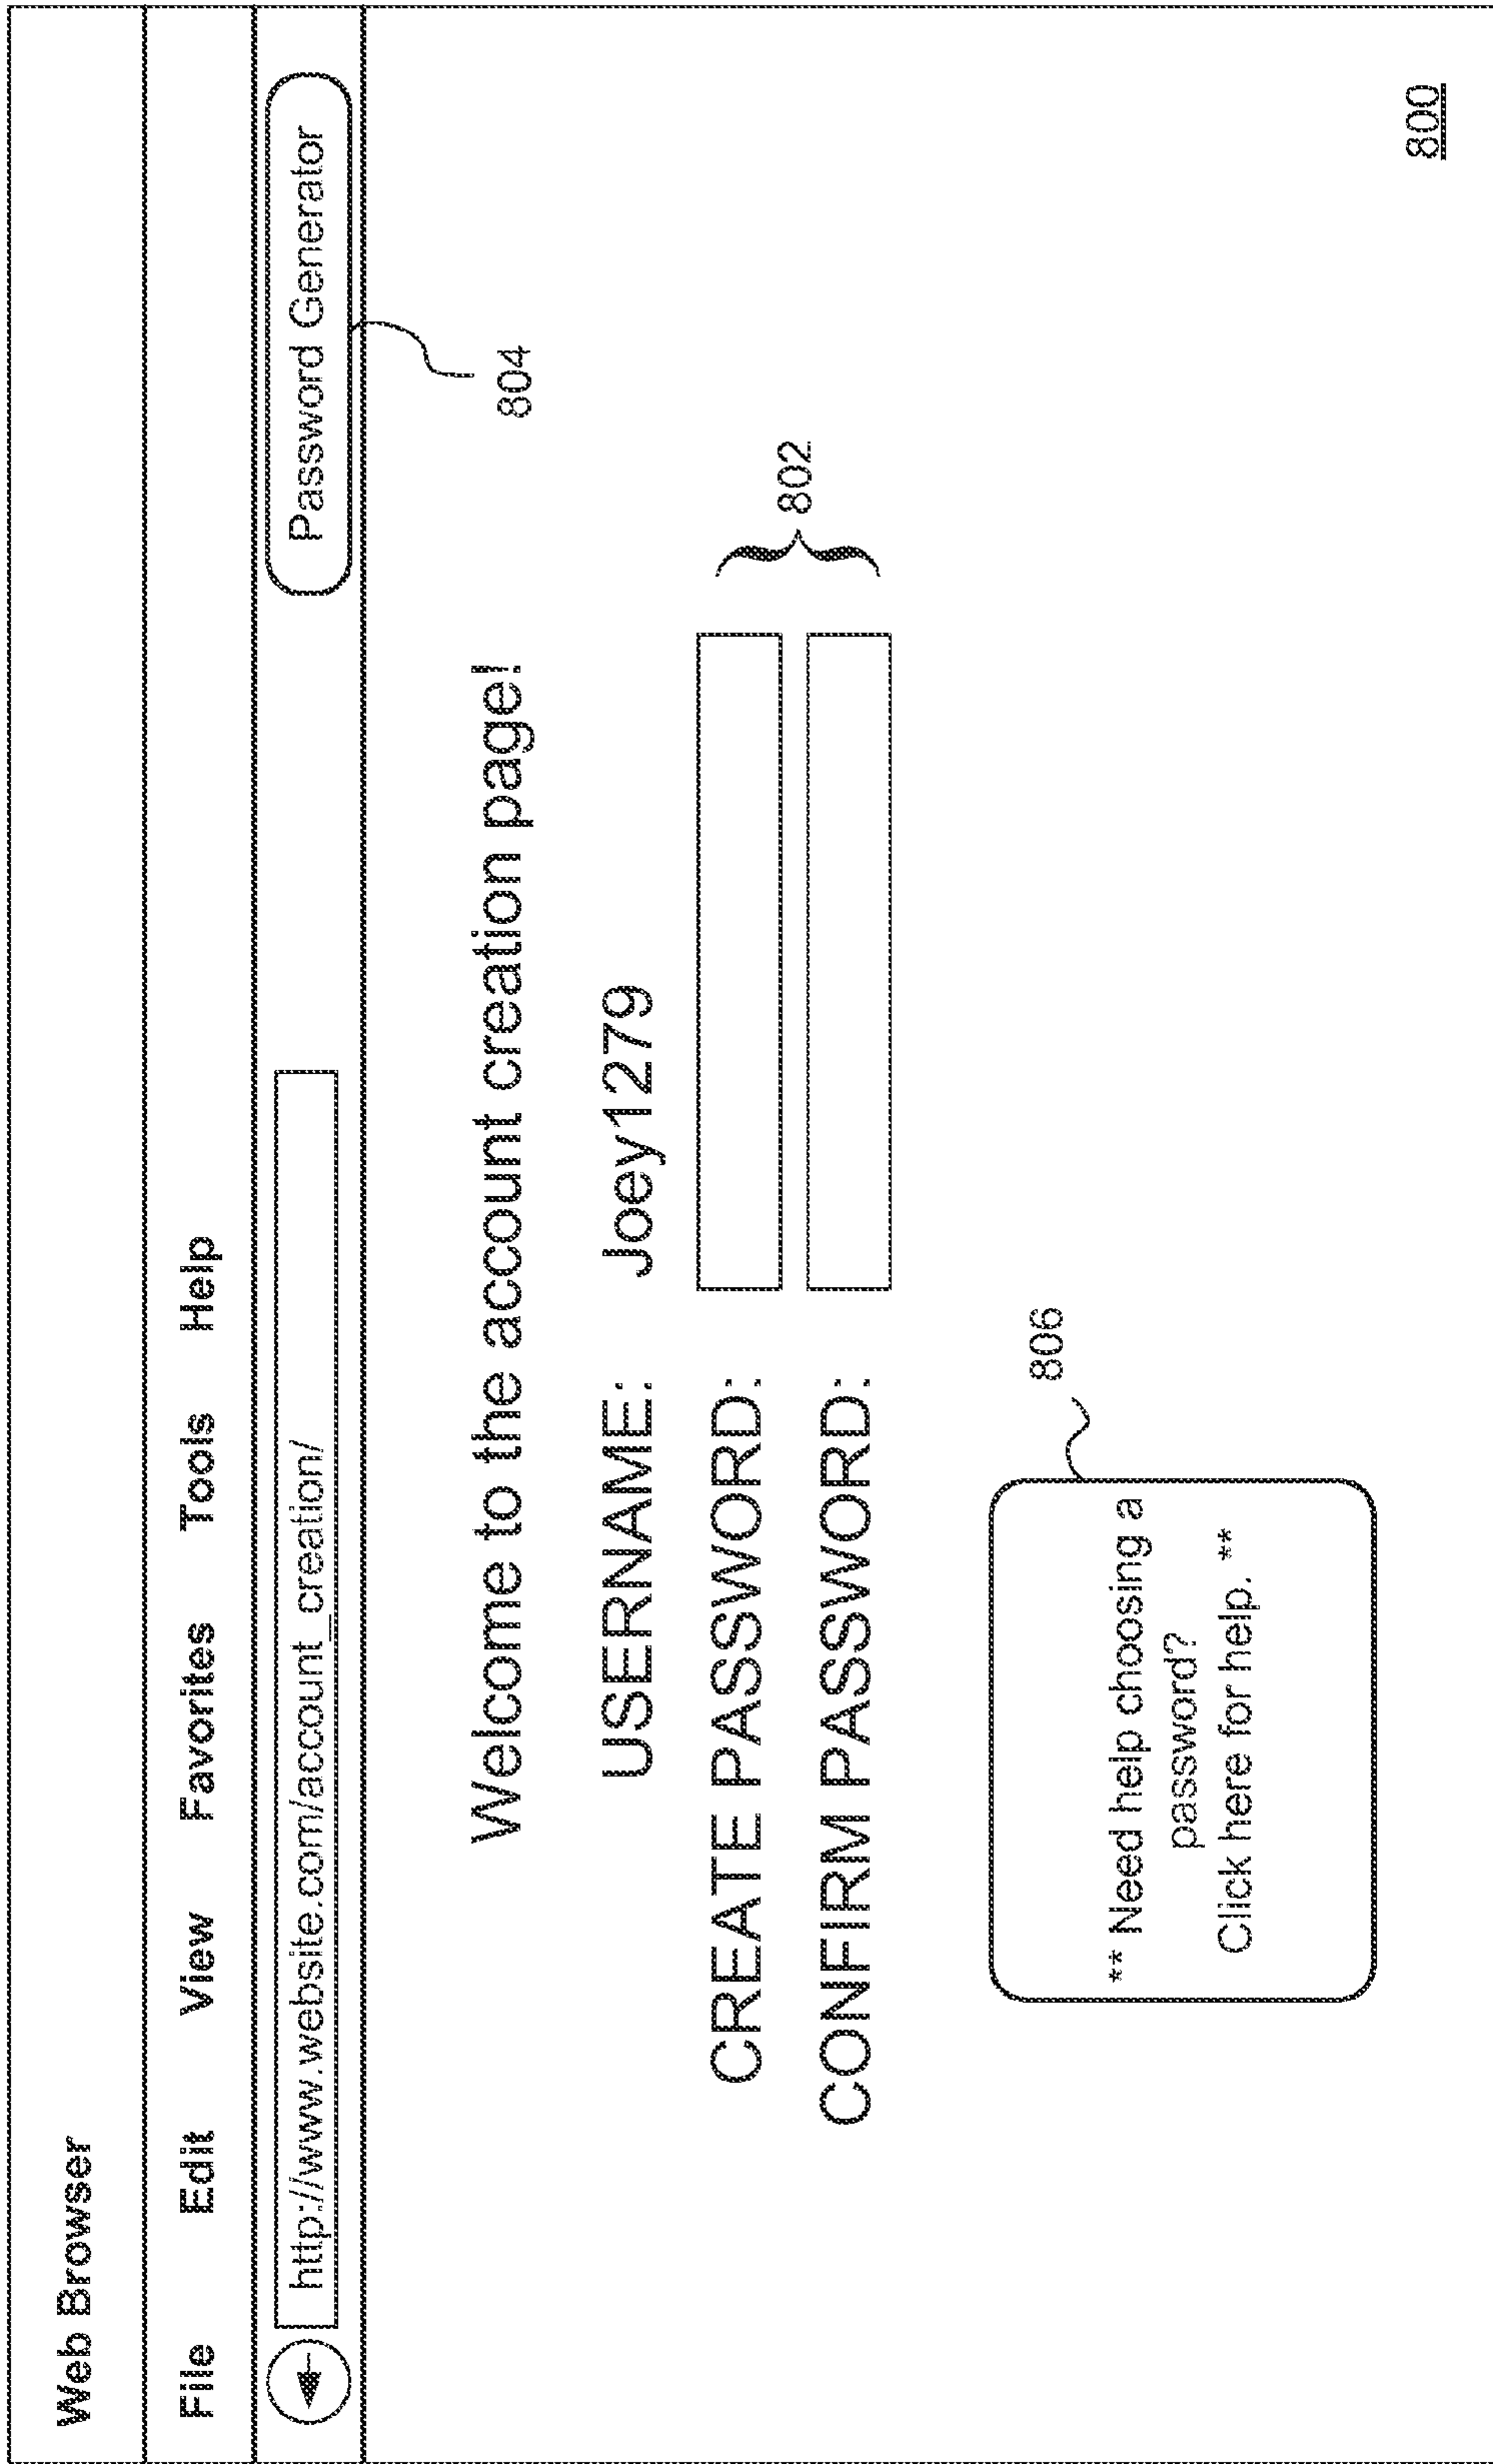 Web Browser
File Edit View Favorites Tools Help
http://www.website.com/account_creation/ Password Generator
804
Welcome to the account creation page!
USERNAME: Joey1279
CREATE PASSWORD:
802
CONFIRM PASSWORD:
806
** Need help choosing a
password?
Click here for help. **
800